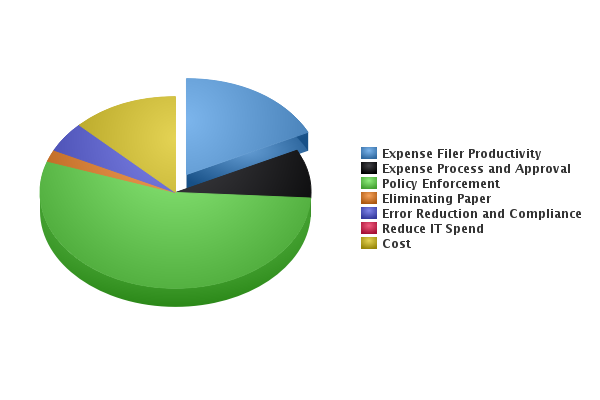 Expense Filer Productivity
Expense Process and Approval
Policy Enforcement
Eliminating Paper
Error Reduction and Compliance
Reduce IT Spend
Cost